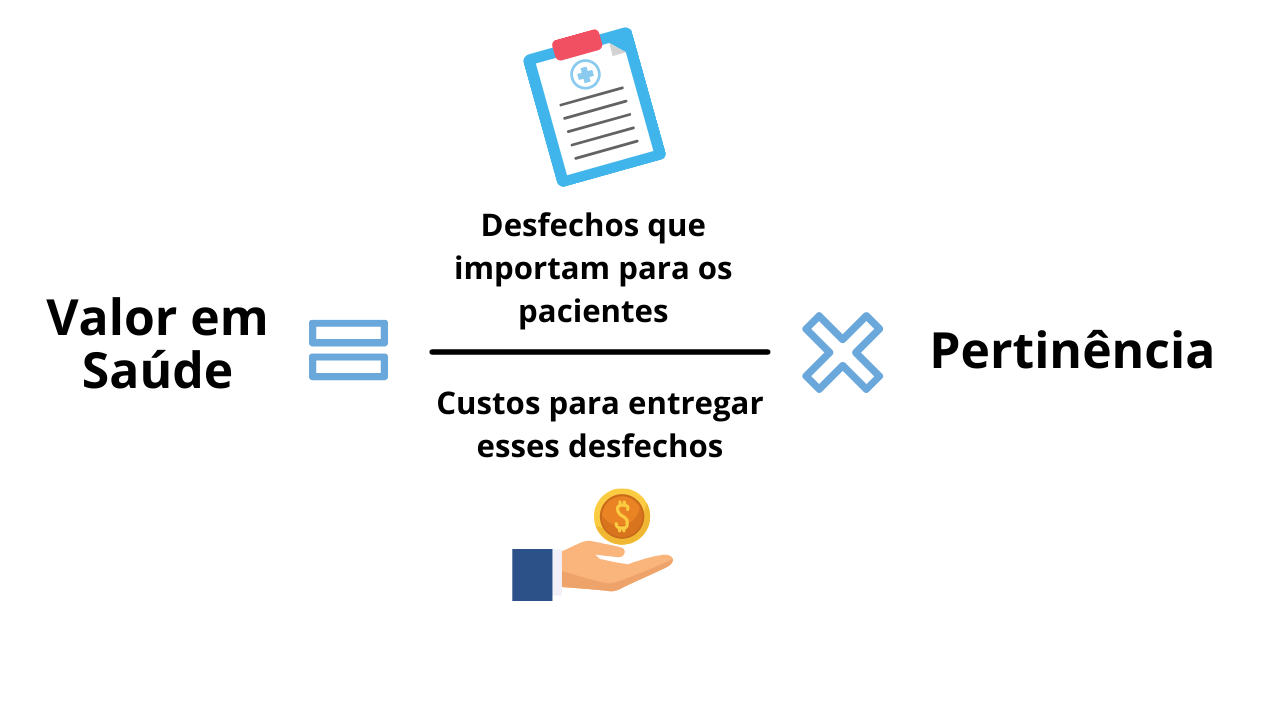 Valor em
Saúde
Desfechos que
importam para os
pacientes
Custos para entregar
esses desfechos
$
Pertinência